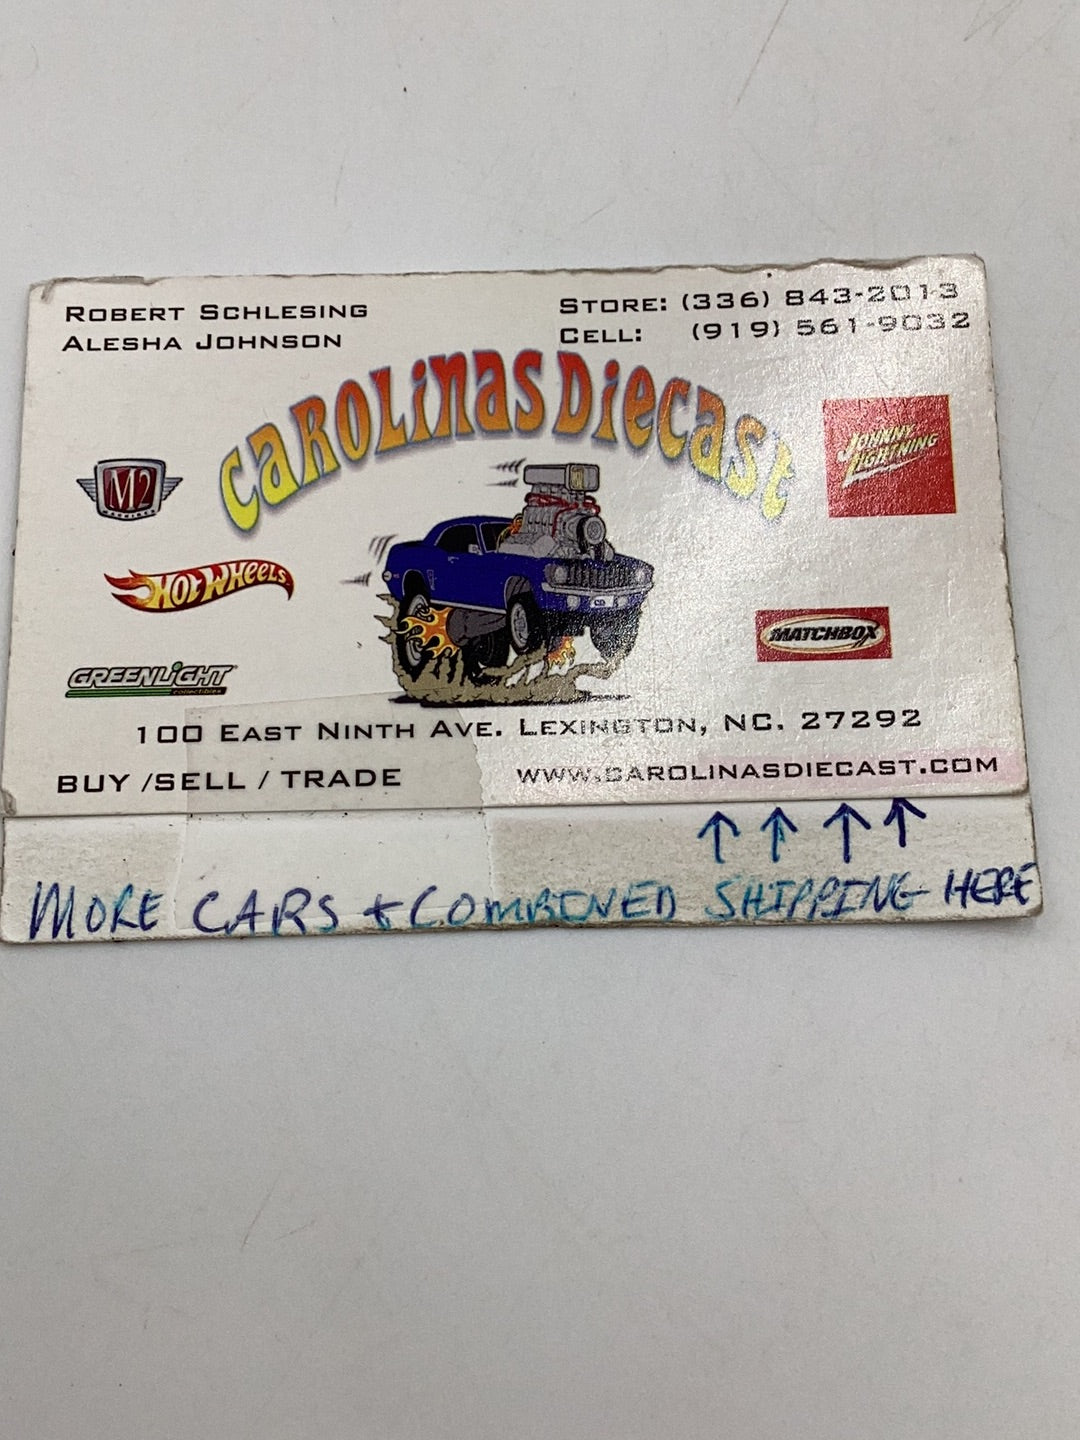 ROBERT SCHLESING
ALESHA JOHNSON
STORE: (336) 843-2013
CELL: (919) 561-9032
CAROLINAS DIECAST
M2
MACHINES
JOHNNY LIGHTNING
HOT WHEELS
MATCHBOX
GREENLIGHT
collectibles
100 EAST NINTH AVE. LEXINGTON, NC. 27292
BUY /SELL / TRADE
WWW.CAROLINASDIECAST.COM
↑ ↑ ↑ ↑
MORE CARS + COMBINED SHIPPING HERE